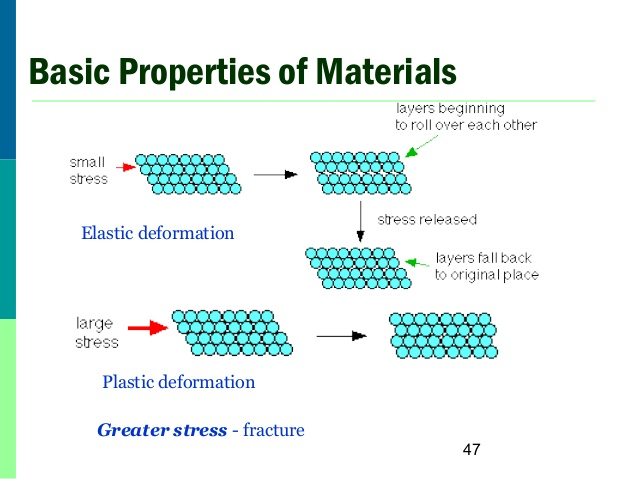 Basic Properties of Materials
layers beginning
to roll over each other
small
stress
Elastic deformation
stress released
layers fall back
to original place
large
stress
Plastic deformation
Greater stress - fracture
47